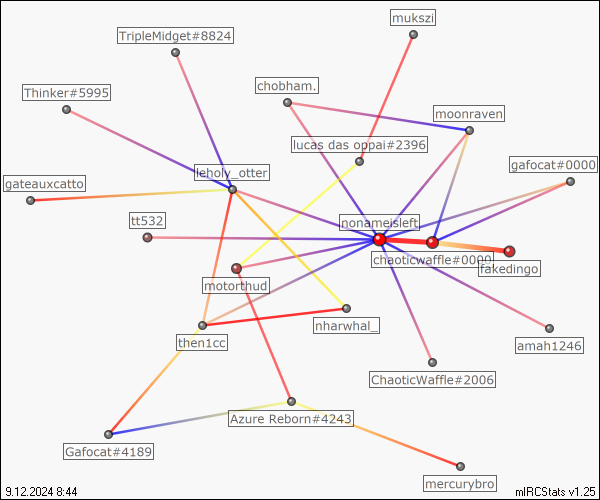 mukszi
TripleMidget#8824
chobham.
Thinker#5995
moonraven
lucas das oppai#2396
gafocat#0000
leholy_otter
gateauxcatto
tt532
nonameisleft
chaoticwaffle#0000
fakedingo
motorthud
nharwhal_
then1cc
amah1246
ChaoticWaffle#2006
Azure Reborn#4243
Gafocat#4189
mercurybro
9.12.2024 8:44
mIRCStats v1.25